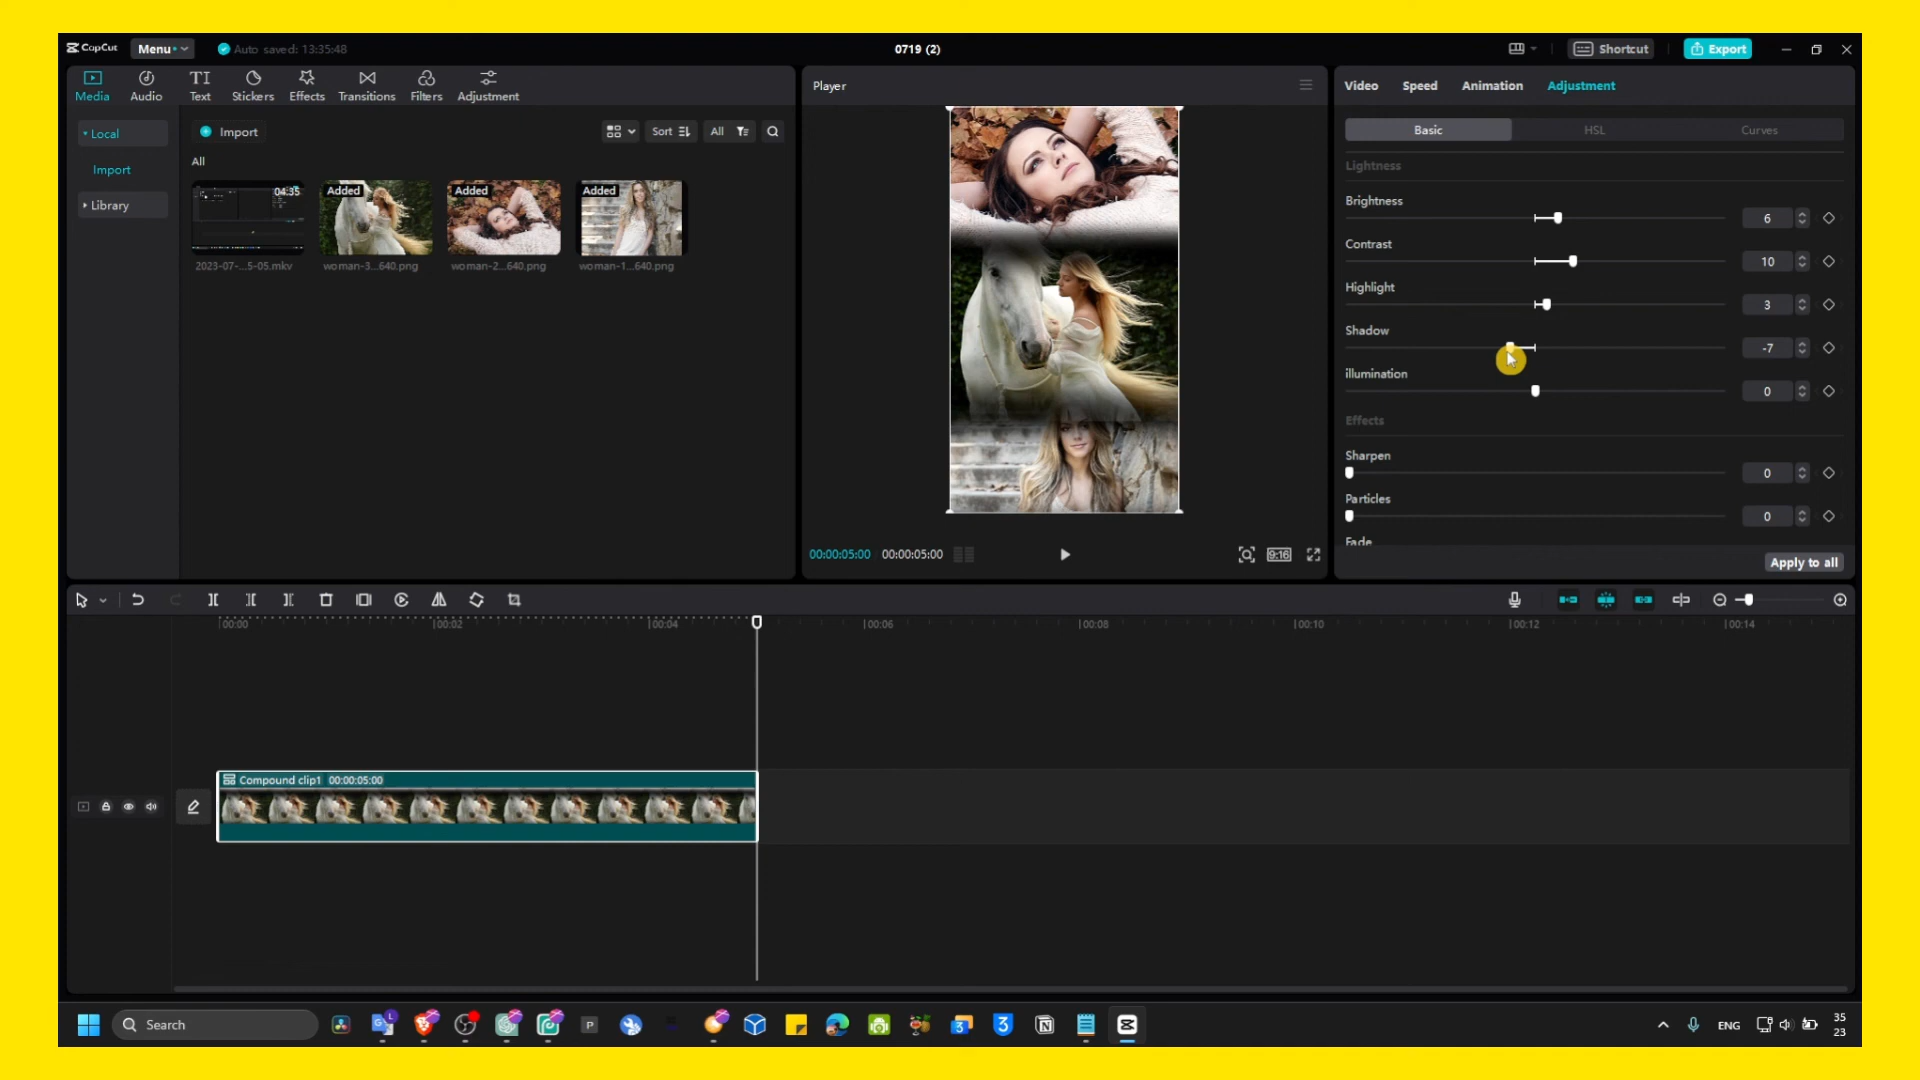 CapCut
Menu
Auto saved: 13:35:48
0719 (2)
Shortcut
Export
Media
Audio
TI
Text
Stickers
Effects
Transitions
Filters
Adjustment
Player
Video
Speed
Animation
Adjustment
Local
Import
Library
Import
Sort
All
All
04:35
2023-07-...5-05.mkv
Added
woman-3...640.png
Added
woman-2...640.png
Added
woman-1...640.png
Basic
HSL
Curves
Lightness
Brightness
6
Contrast
10
Highlight
3
Shadow
-7
illumination
0
Effects
Sharpen
0
Particles
0
Fade
Apply to all
00:00:05:00
00:00:05:00
9:16
00:00
00:02
00:04
00:06
00:08
00:10
00:12
00:14
Compound clip1 00:00:05:00
Search
ENG
35
23